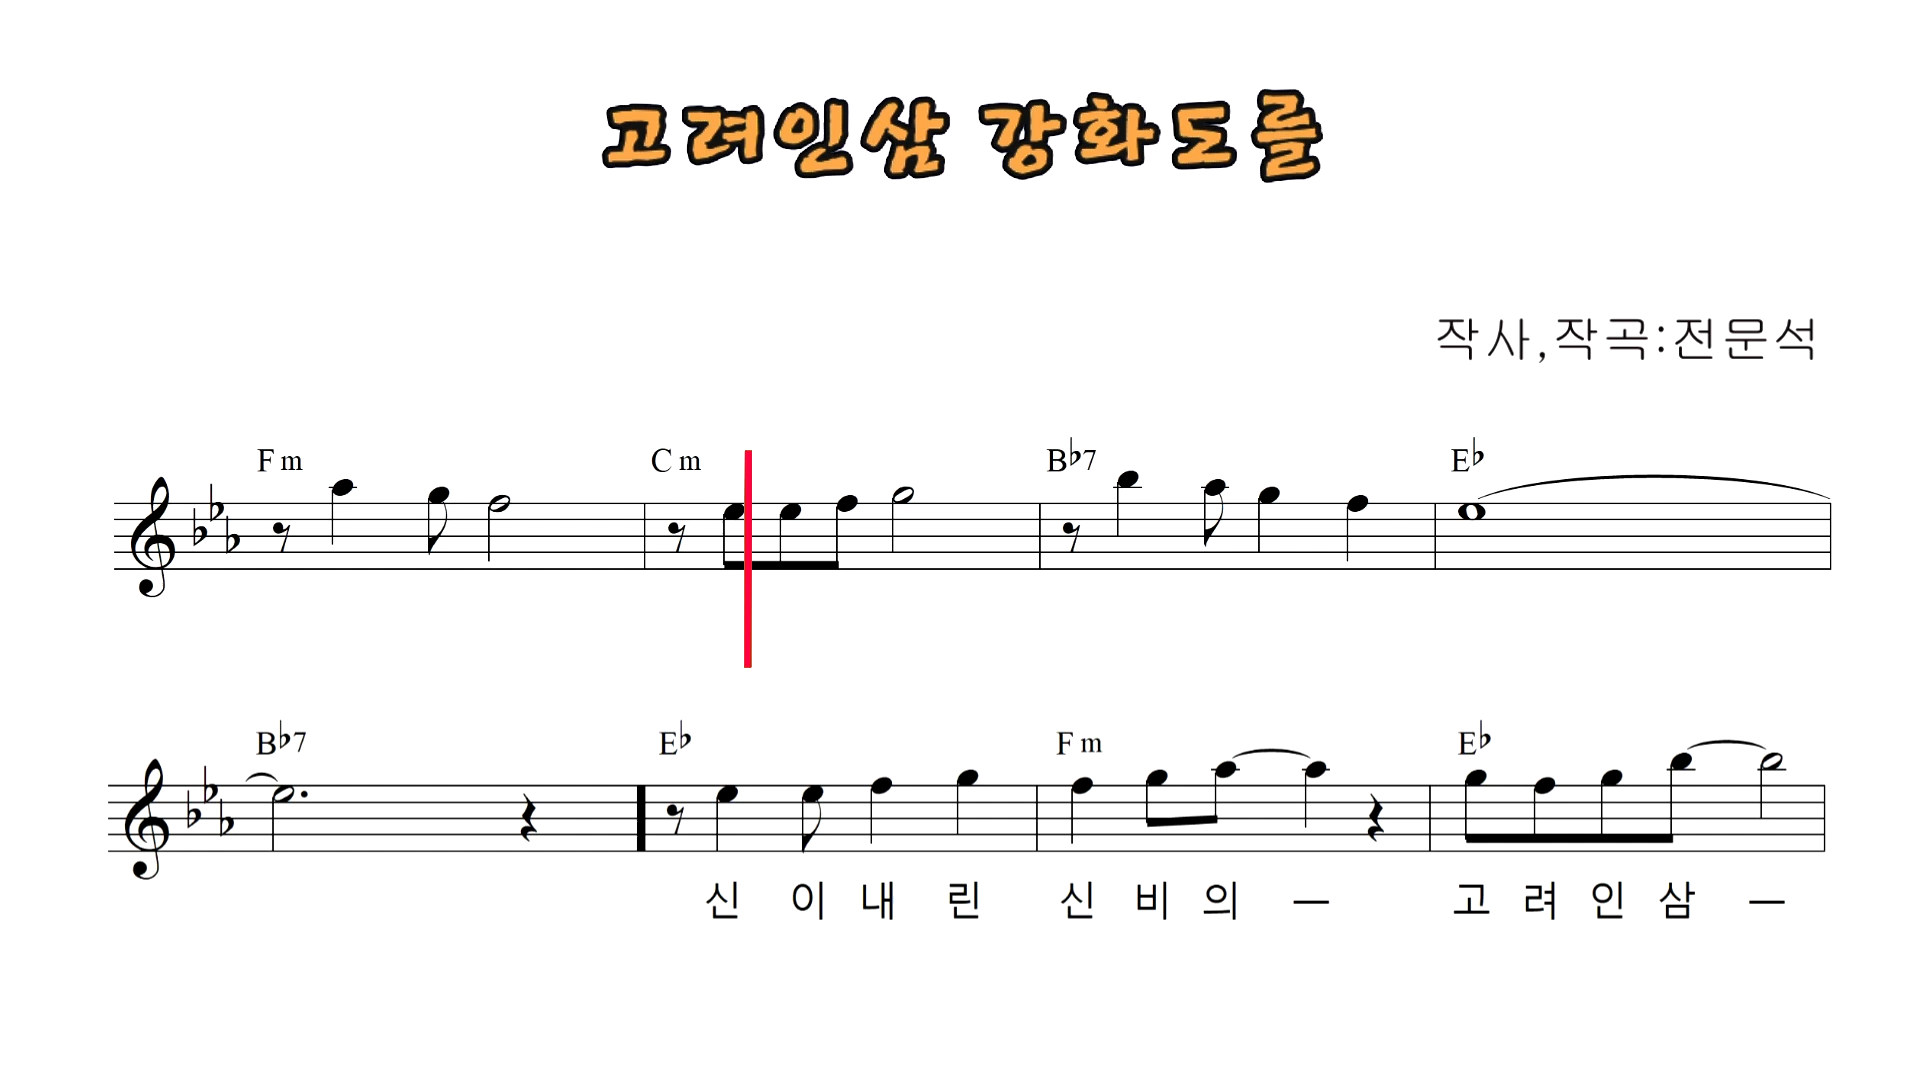 고려인삼 강화도를
작사,작곡:전문석
Fm Cm B♭7 E♭
B♭7 E♭ Fm E♭
신 이 내 린 신 비 의 ― 고 려 인 삼 ―